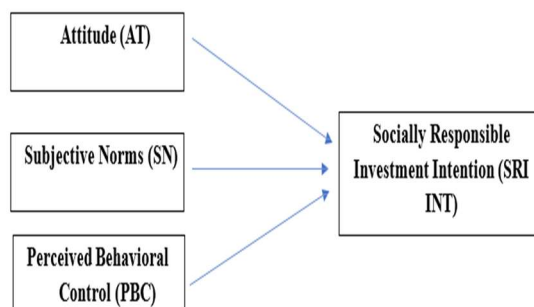 Attitude (AT)
Subjective Norms (SN)
Perceived Behavioral
Control (PBC)
Socially Responsible
Investment Intention (SRI
INT)